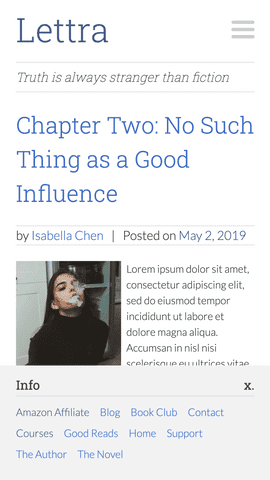 Lettra
Truth is always stranger than fiction
Chapter Two: No Such
Thing as a Good
Influence
by Isabella Chen | Posted on May 2, 2019
Lorem ipsum dolor sit amet,
consectetur adipiscing elit,
sed do eiusmod tempor
incididunt ut labore et
dolore magna aliqua.
Accumsan in nisl nisi
scelerisque eu ultrices vitae
Info x.
Amazon Affiliate Blog Book Club Contact
Courses Good Reads Home Support
The Author The Novel